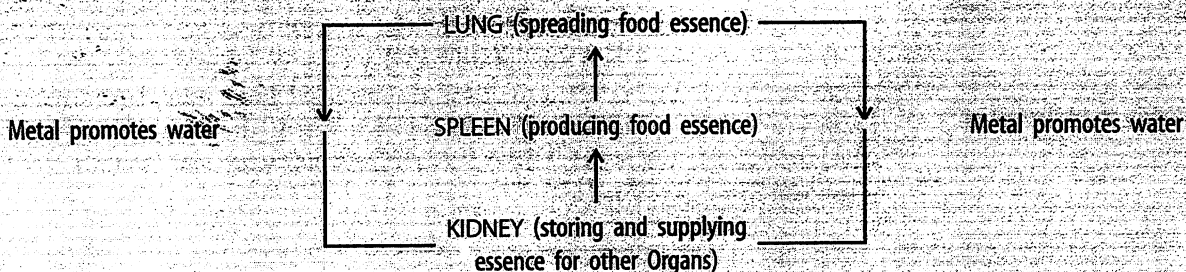 LUNG (spreading food essence)
Metal promotes water
SPLEEN (producing food essence)
Metal promotes water
KIDNEY (storing and supplying
essence for other Organs)